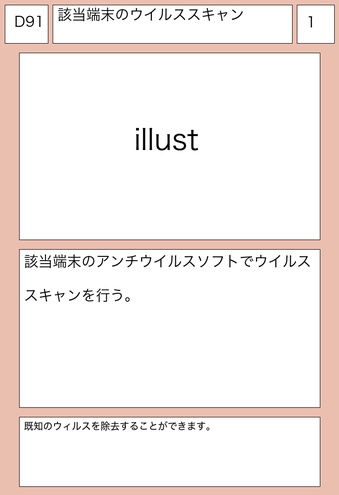 D91
該当端末のウイルススキャン
1
illust
該当端末のアンチウイルスソフトでウイルス
スキャンを行う。
既知のウィルスを除去することができます。